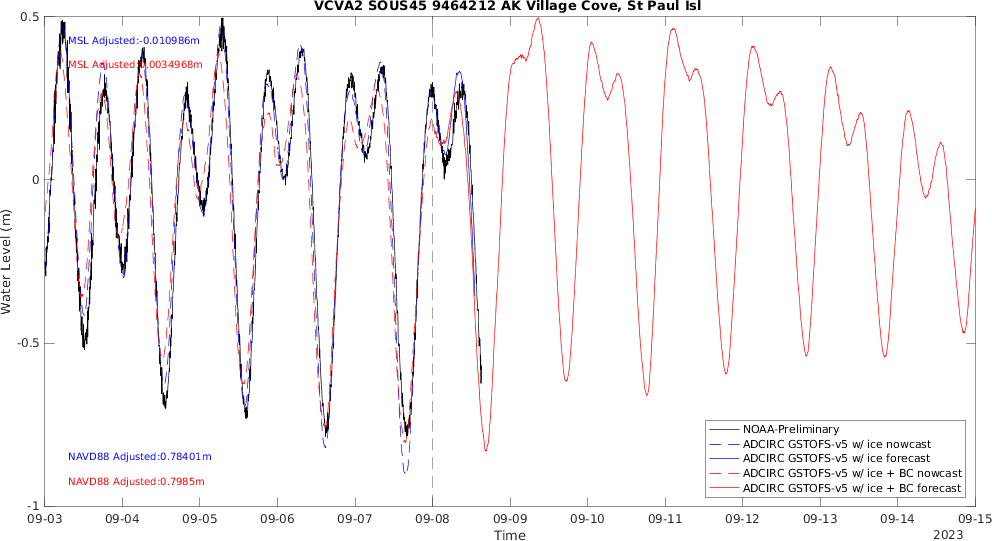 VCVA2 SOUS45 9464212 AK Village Cove, St Paul Isl
0.5
MSL Adjusted:-0.010986m
MSL Adjusted:0.0034968m
0
Water Level (m)
-0.5
NAVD88 Adjusted:0.78401m
NAVD88 Adjusted:0.7985m
NOAA-Preliminary
ADCIRC GSTOFS-v5 w/ ice nowcast
ADCIRC GSTOFS-v5 w/ ice forecast
ADCIRC GSTOFS-v5 w/ ice + BC nowcast
ADCIRC GSTOFS-v5 w/ ice + BC forecast
-1
09-03 09-04 09-05 09-06 09-07 09-08 09-09 09-10 09-11 09-12 09-13 09-14 09-15
Time
2023